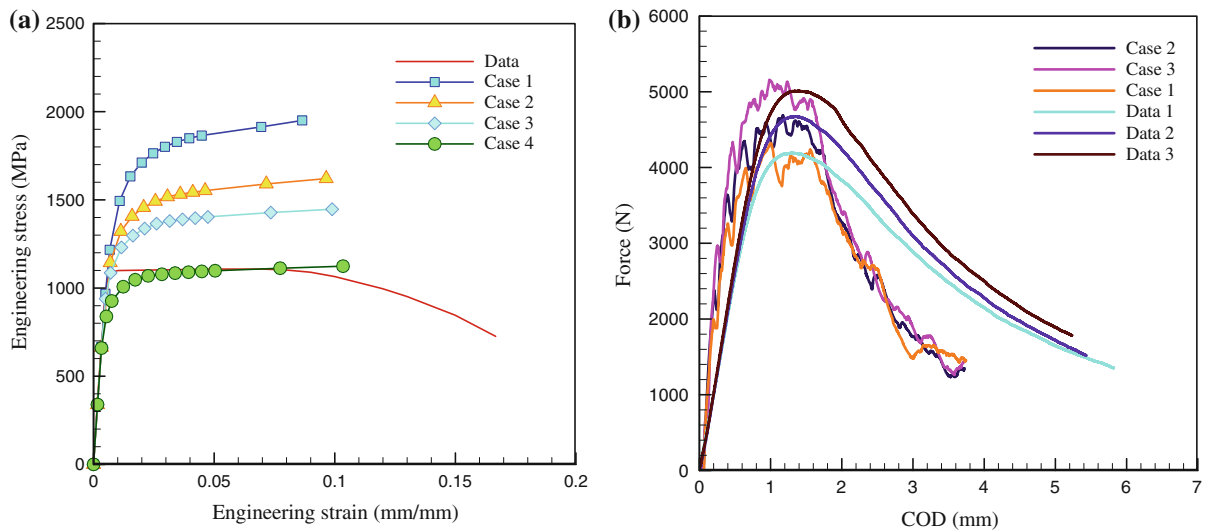 (a)
2500
2000
1500
1000
500
0
Engineering stress (MPa)
0
0.05
0.1
0.15
0.2
Engineering strain (mm/mm)
Data
Case 1
Case 2
Case 3
Case 4
(b)
6000
5000
4000
3000
2000
1000
0
Force (N)
0
1
2
3
4
5
6
7
COD (mm)
Case 2
Case 3
Case 1
Data 1
Data 2
Data 3